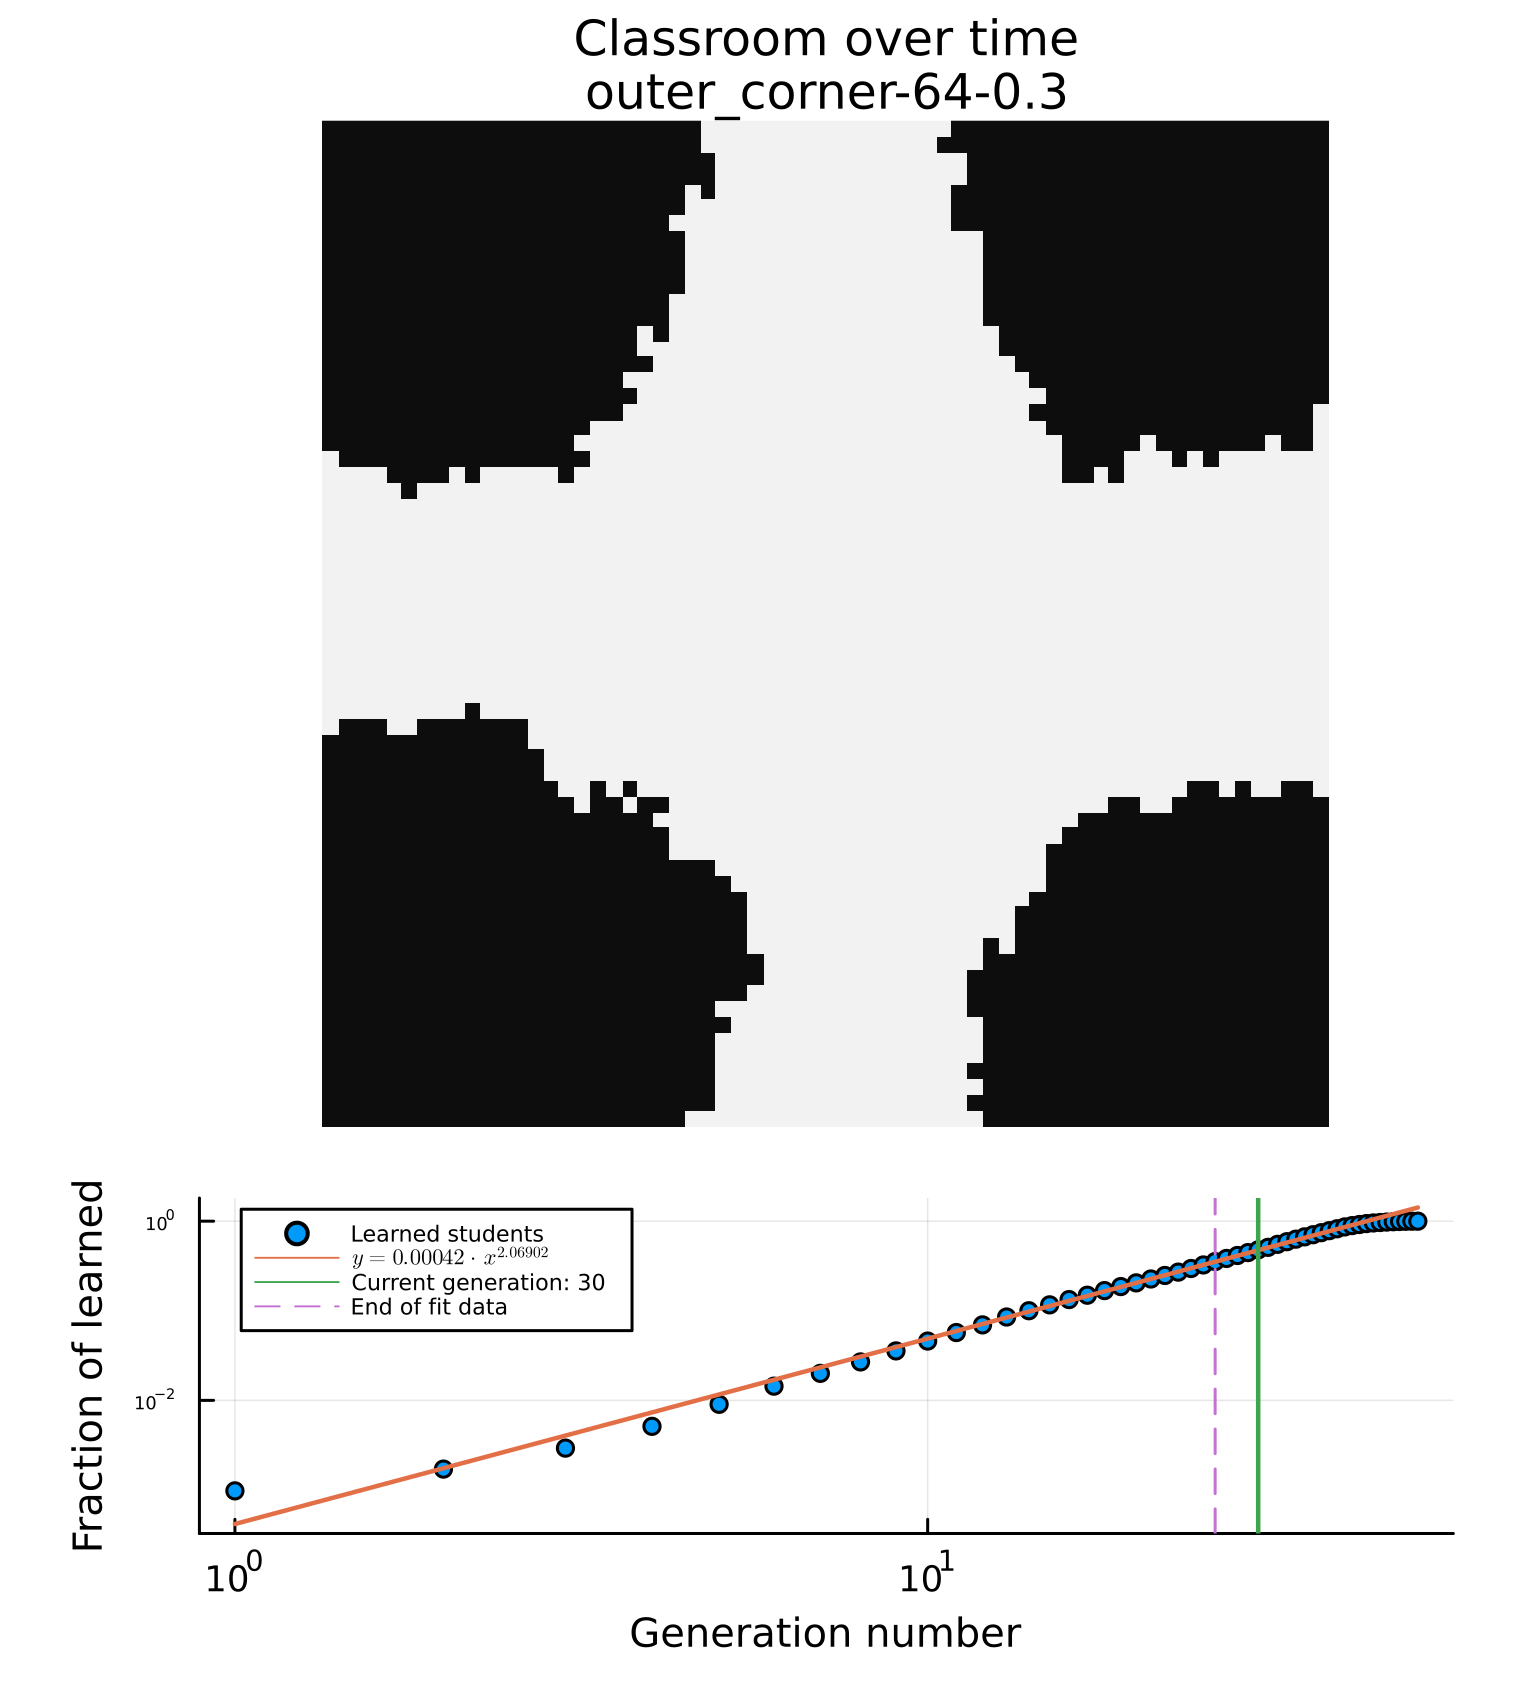 Classroom over time
outer_corner-64-0.3
Fraction of learned
10^0
10^−2
Learned students
y = 0.00042 · x^2.06902
Current generation: 30
End of fit data
10^0
10^1
Generation number